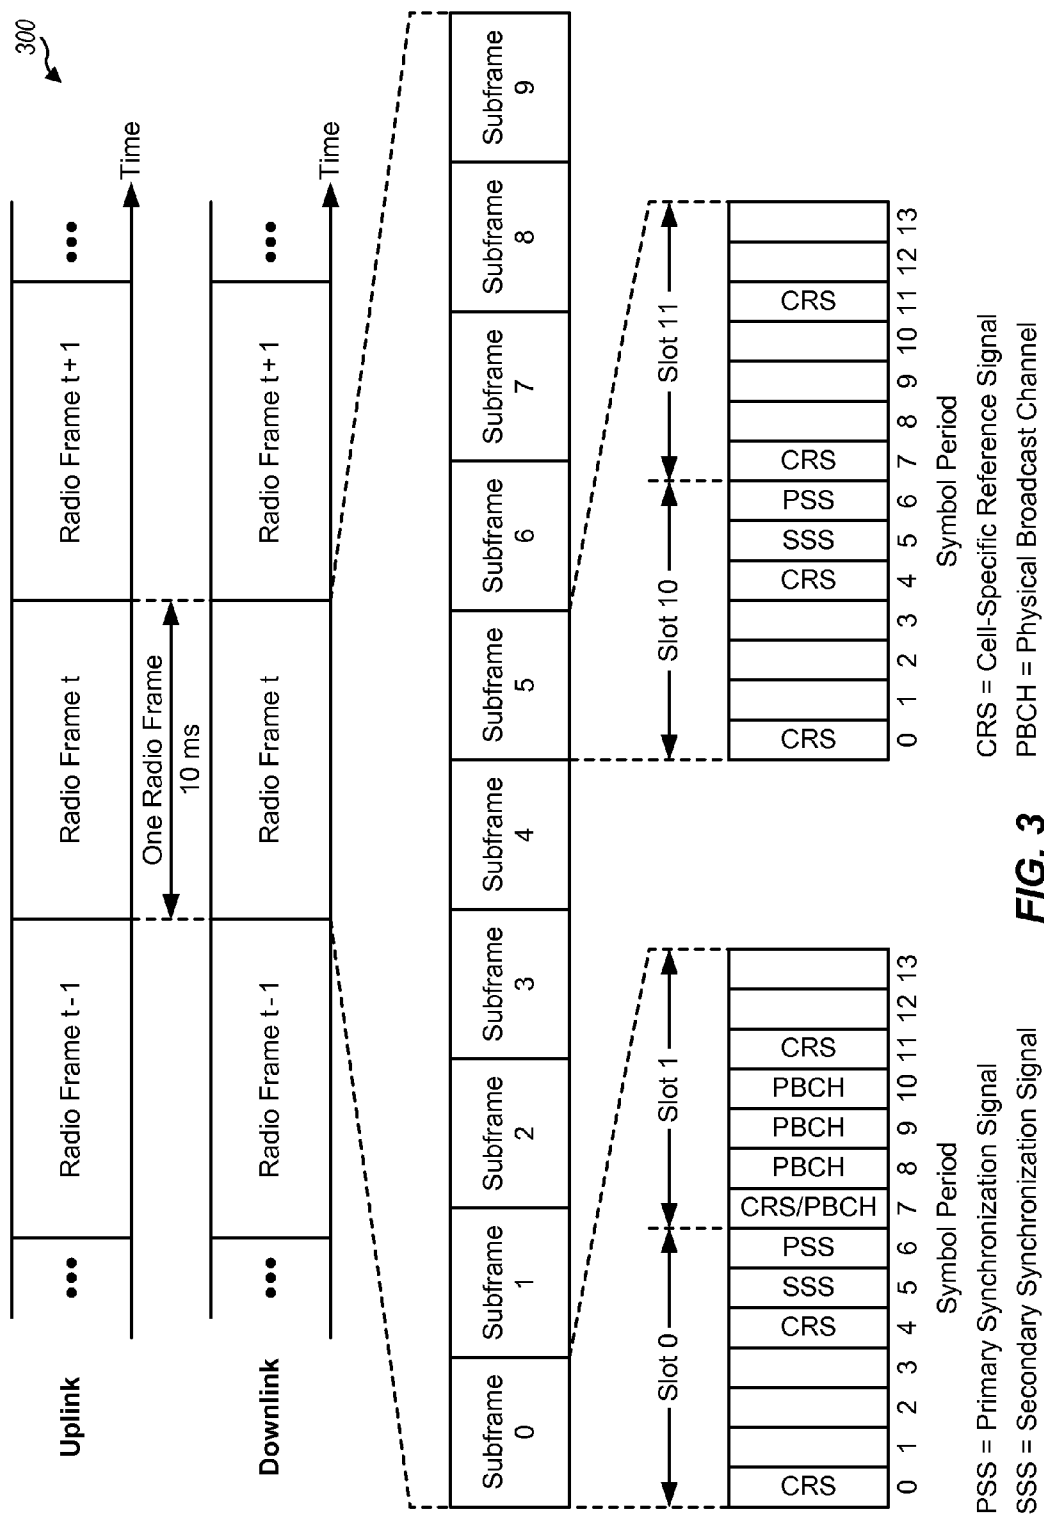 300
Uplink
•••
Radio Frame t-1
Radio Frame t
Radio Frame t+1
•••
Time
One Radio Frame
10 ms
Downlink
•••
Radio Frame t-1
Radio Frame t
Radio Frame t+1
•••
Time
Subframe 0
Subframe 1
Subframe 2
Subframe 3
Subframe 4
Subframe 5
Subframe 6
Subframe 7
Subframe 8
Subframe 9
Slot 0
Slot 1
CRS
CRS
SSS
PSS
CRS/PBCH
PBCH
PBCH
PBCH
CRS
0 1 2 3 4 5 6 7 8 9 10 11 12 13
Symbol Period
Slot 10
Slot 11
CRS
CRS
SSS
PSS
CRS
CRS
0 1 2 3 4 5 6 7 8 9 10 11 12 13
Symbol Period
PSS = Primary Synchronization Signal
SSS = Secondary Synchronization Signal
CRS = Cell-Specific Reference Signal
PBCH = Physical Broadcast Channel
FIG. 3